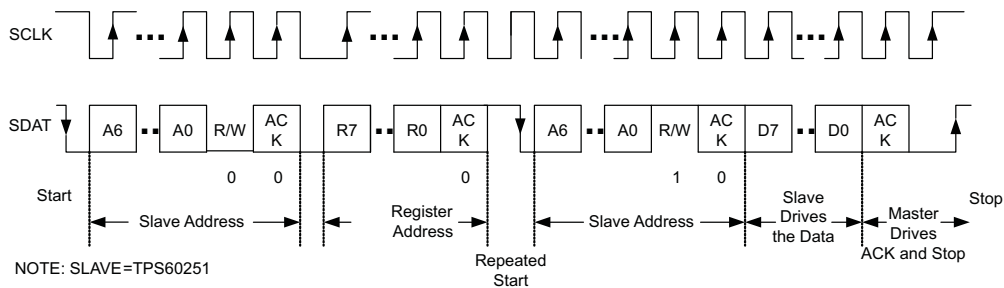 SCLK
SDAT
A6 A0 R/W AC K R7 R0 AC K A6 A0 R/W AC K D7 D0 AC K
0 0 0 1 0
Start
Slave Address
Register Address
Repeated Start
Slave Address
Slave Drives the Data
Master Drives ACK and Stop
Stop
NOTE: SLAVE=TPS60251